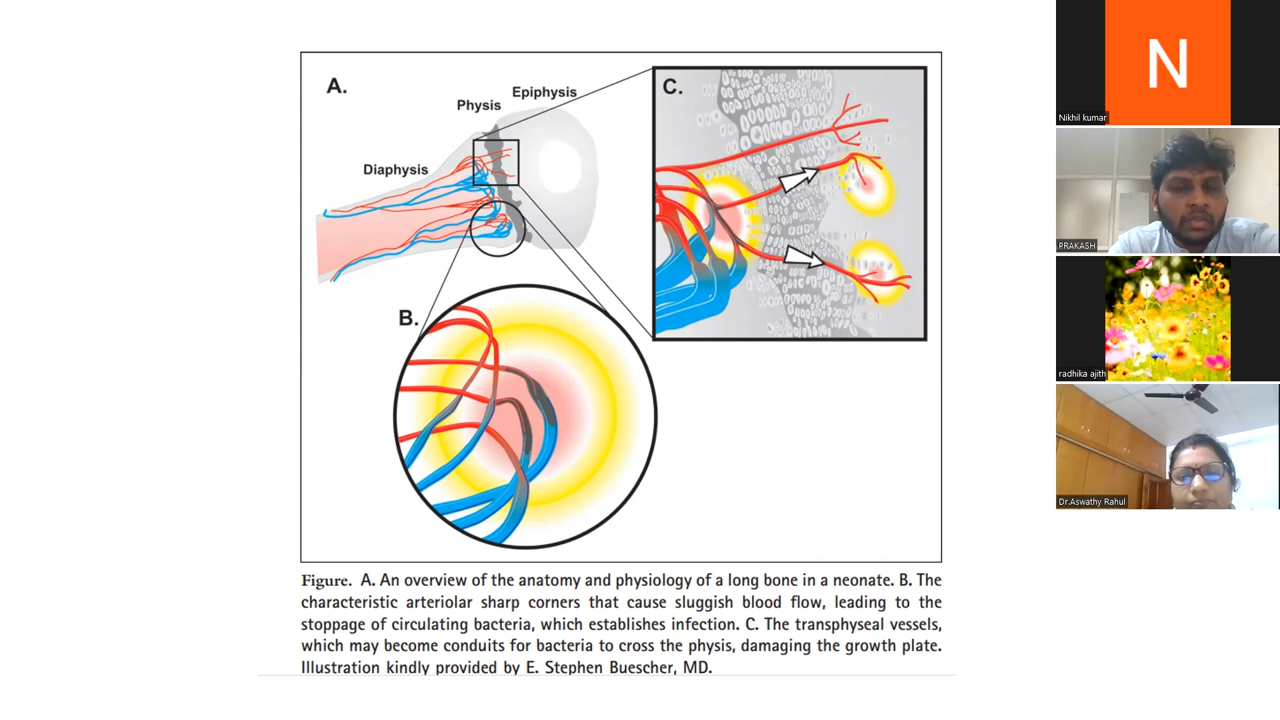 A.
Physis
Epiphysis
Diaphysis
B.
C.
Figure. A. An overview of the anatomy and physiology of a long bone in a neonate. B. The
characteristic arteriolar sharp corners that cause sluggish blood flow, leading to the
stoppage of circulating bacteria, which establishes infection. C. The transphyseal vessels,
which may become conduits for bacteria to cross the physis, damaging the growth plate.
Illustration kindly provided by E. Stephen Buescher, MD.
N
Nikhil kumar
PRAKASH
radhika ajith
Dr.Aswathy Rahul